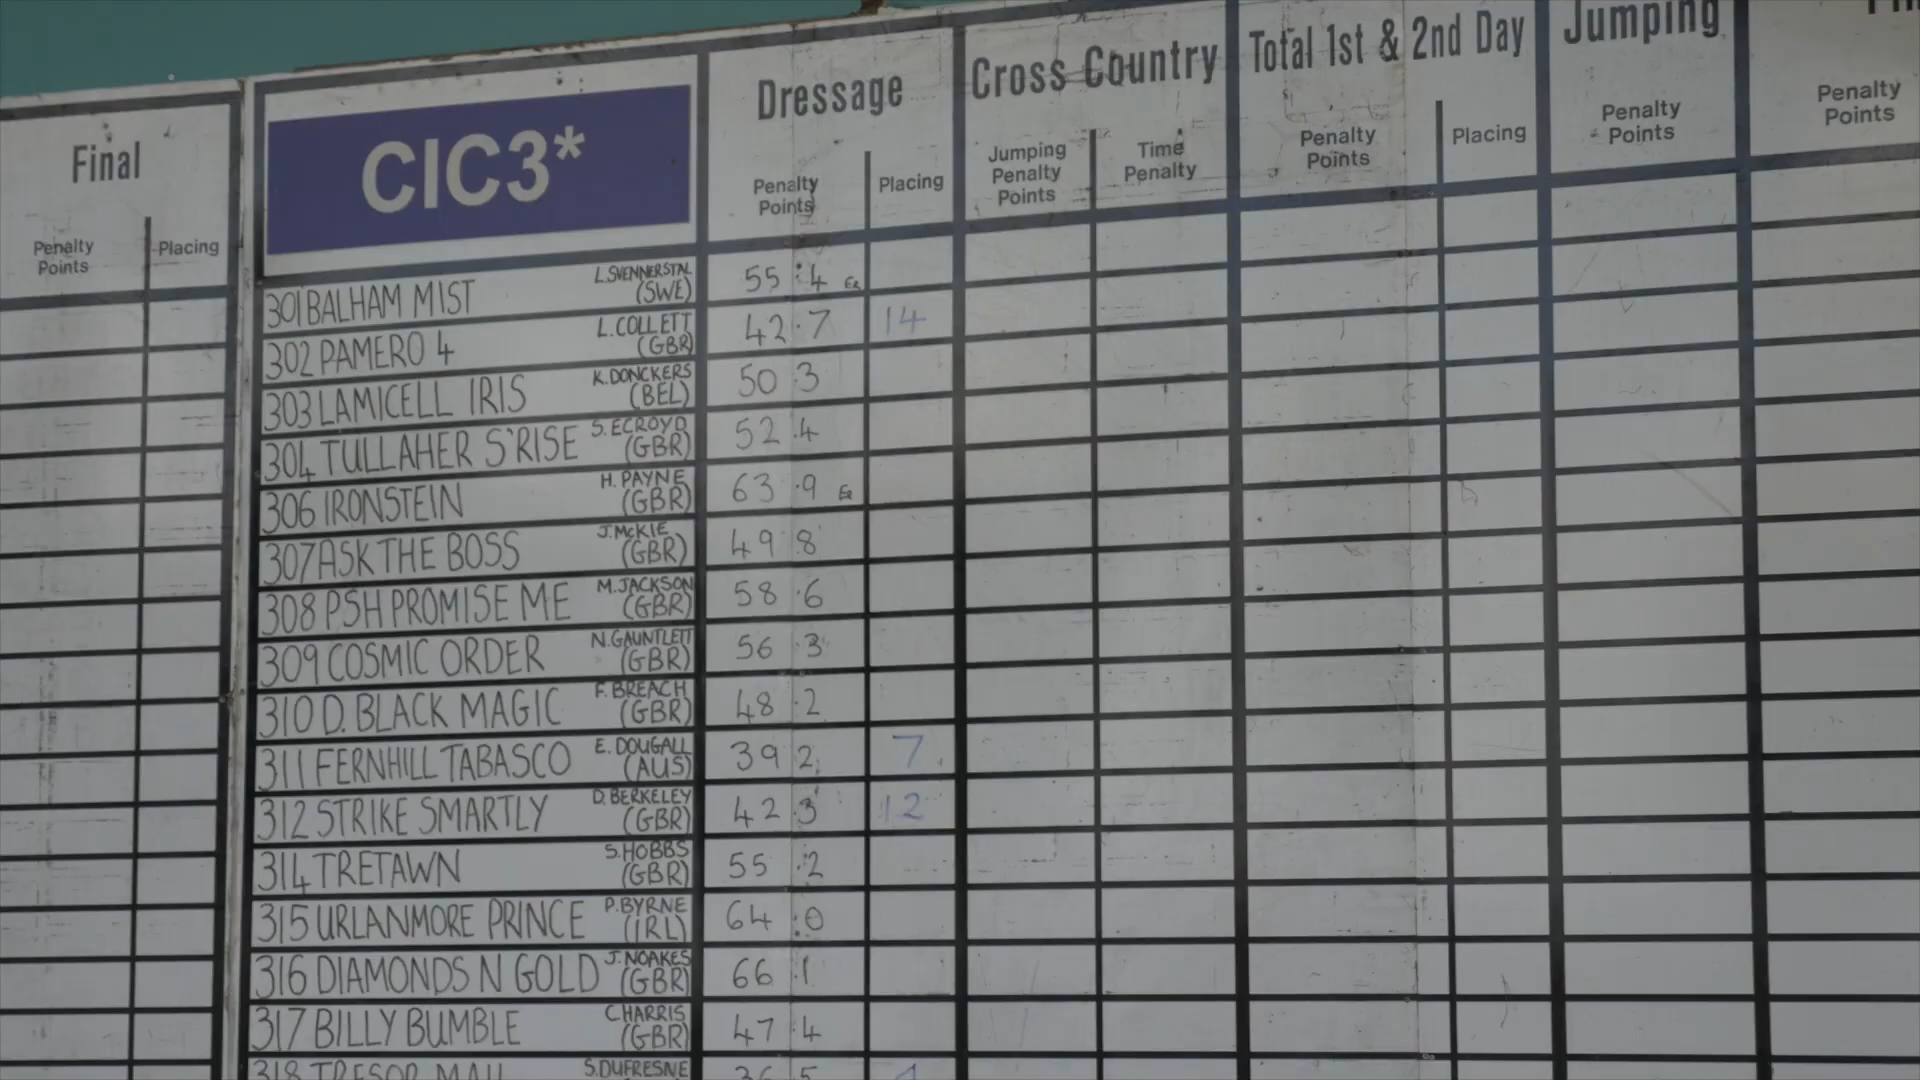 Final
Penalty Points
Placing
CIC3*
Dressage
Penalty Points
Placing
Cross Country
Jumping Penalty Points
Time Penalty
Total 1st & 2nd Day
Penalty Points
Placing
Jumping
Penalty Points
Penalty Points
301 BALHAM MIST L. SVENNERSTAL (SWE) 55.4 Er
302 PAMERO 4 L. COLLETT (GBR) 42.7 14
303 LAMICELL IRIS K. DONCKERS (BEL) 50.3
304 TULLAHER S'RISE S. ECROYD (GBR) 52.4
306 IRONSTEIN H. PAYNE (GBR) 63.9 Er
307 ASK THE BOSS J. McKIE (GBR) 49.8
308 PSH PROMISE ME M. JACKSON (GBR) 58.6
309 COSMIC ORDER N. GAUNTLETT (GBR) 56.3
310 D. BLACK MAGIC F. BREACH (GBR) 48.2
311 FERNHILL TABASCO E. DOUGALL (AUS) 39.2 7
312 STRIKE SMARTLY D. BERKELEY (GBR) 42.3 12
314 TRETAWN S. HOBBS (GBR) 55.2
315 URLANMORE PRINCE P. BYRNE (IRL) 64.0
316 DIAMONDS N GOLD J. NOAKES (GBR) 66.1
317 BILLY BUMBLE C HARRIS (GBR) 47.4
318 TRESOR MAIL S. DUFRESNE 36.5